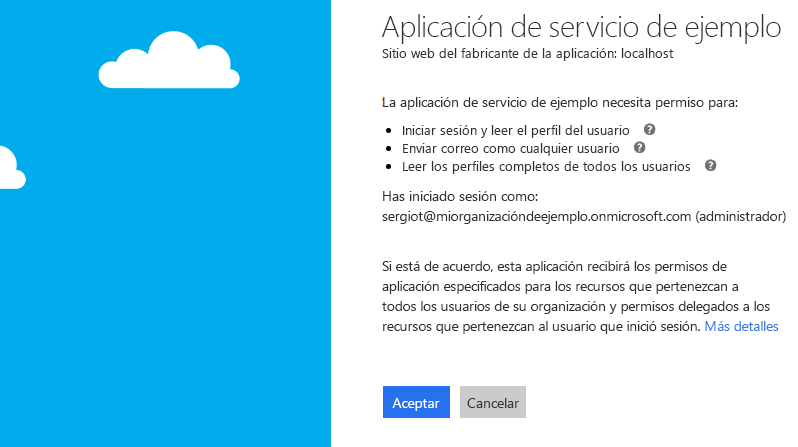 Aplicación de servicio de ejemplo
Sitio web del fabricante de la aplicación: localhost
La aplicación de servicio de ejemplo necesita permiso para:
• Iniciar sesión y leer el perfil del usuario ?
• Enviar correo como cualquier usuario ?
• Leer los perfiles completos de todos los usuarios ?
Has iniciado sesión como:
sergiot@miorganizacióndeejemplo.onmicrosoft.com (administrador)
Si está de acuerdo, esta aplicación recibirá los permisos de
aplicación especificados para los recursos que pertenezcan a
todos los usuarios de su organización y permisos delegados a los
recursos que pertenezcan al usuario que inició sesión. Más detalles
Aceptar Cancelar